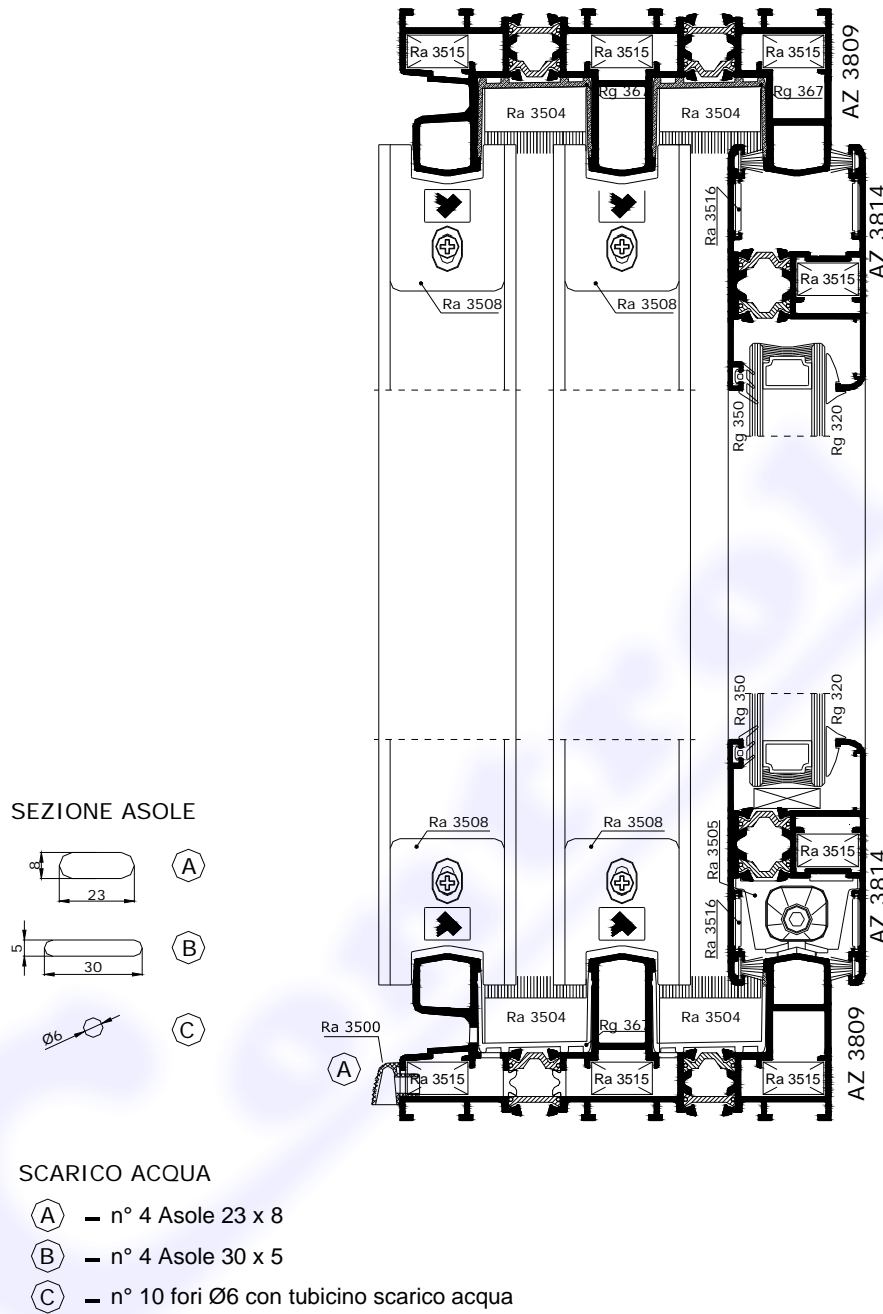 Ra 3515
Ra 3515
Ra 3515
AZ 3809
Rg 367
Rg 367
Ra 3504
Ra 3504
Ra 3516
AZ 3814
Ra 3515
Ra 3508
Ra 3508
Rg 350
Rg 320
Rg 350
Rg 320
SEZIONE ASOLE
8
23
A
5
30
B
Ø6
C
Ra 3508
Ra 3508
Ra 3505
Ra 3515
Ra 3516
AZ 3814
Ra 3504
Rg 367
Ra 3504
Ra 3500
A
Ra 3515
Ra 3515
Ra 3515
AZ 3809
SCARICO ACQUA
A – n° 4 Asole 23 x 8
B – n° 4 Asole 30 x 5
C – n° 10 fori Ø6 con tubicino scarico acqua